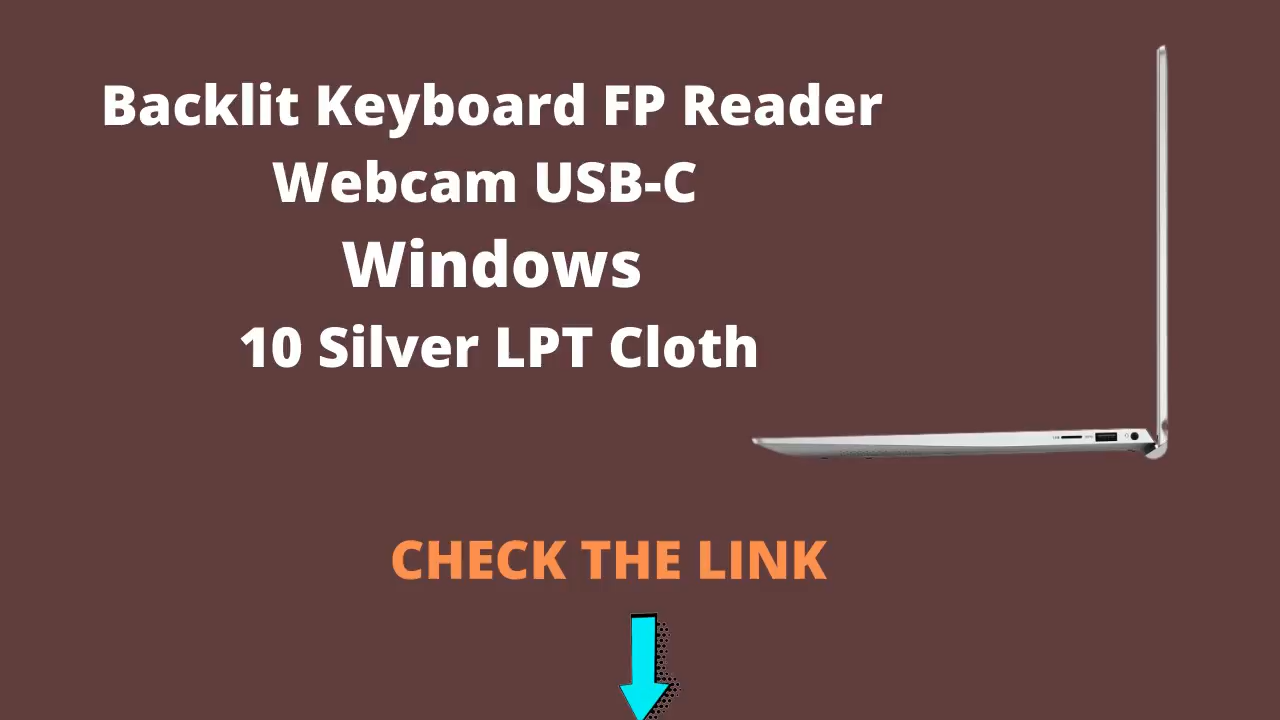 Backlit Keyboard FP Reader
Webcam USB-C
Windows
10 Silver LPT Cloth
CHECK THE LINK